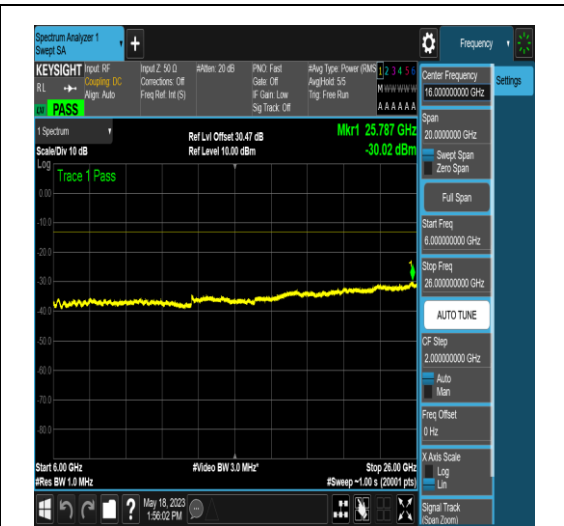 Spectrum Analyzer 1
Swept SA
+
Frequency
KEYSIGHT
RL
PASS
Input: RF
Coupling: DC
Align: Auto
Input Z: 50 Ω
Corrections: Off
Freq Ref: Int (S)
#Atten: 20 dB
PNO: Fast
Gate: Off
IF Gain: Low
Sig Track: Off
#Avg Type: Power (RMS
Avg|Hold: 5/5
Trig: Free Run
1 2 3 4 5 6
M W W W W W
A A A A A A
Center Frequency
16.000000000 GHz
Settings
1 Spectrum
Scale/Div 10 dB
Ref Lvl Offset 30.47 dB
Ref Level 10.00 dBm
Mkr1 25.787 GHz
-30.02 dBm
Log
Trace 1 Pass
0.00
-10.0
-20.0
-30.0
-40.0
-50.0
-60.0
-70.0
-80.0
1
Start 6.00 GHz
#Res BW 1.0 MHz
#Video BW 3.0 MHz*
Stop 26.00 GHz
#Sweep ~1.00 s (20001 pts)
Span
20.0000000 GHz
Swept Span
Zero Span
Full Span
Start Freq
6.000000000 GHz
Stop Freq
26.000000000 GHz
AUTO TUNE
CF Step
2.000000000 GHz
Auto
Man
Freq Offset
0 Hz
X Axis Scale
Log
Lin
Signal Track
(Span Zoom)
?
May 18, 2023
1:56:02 PM